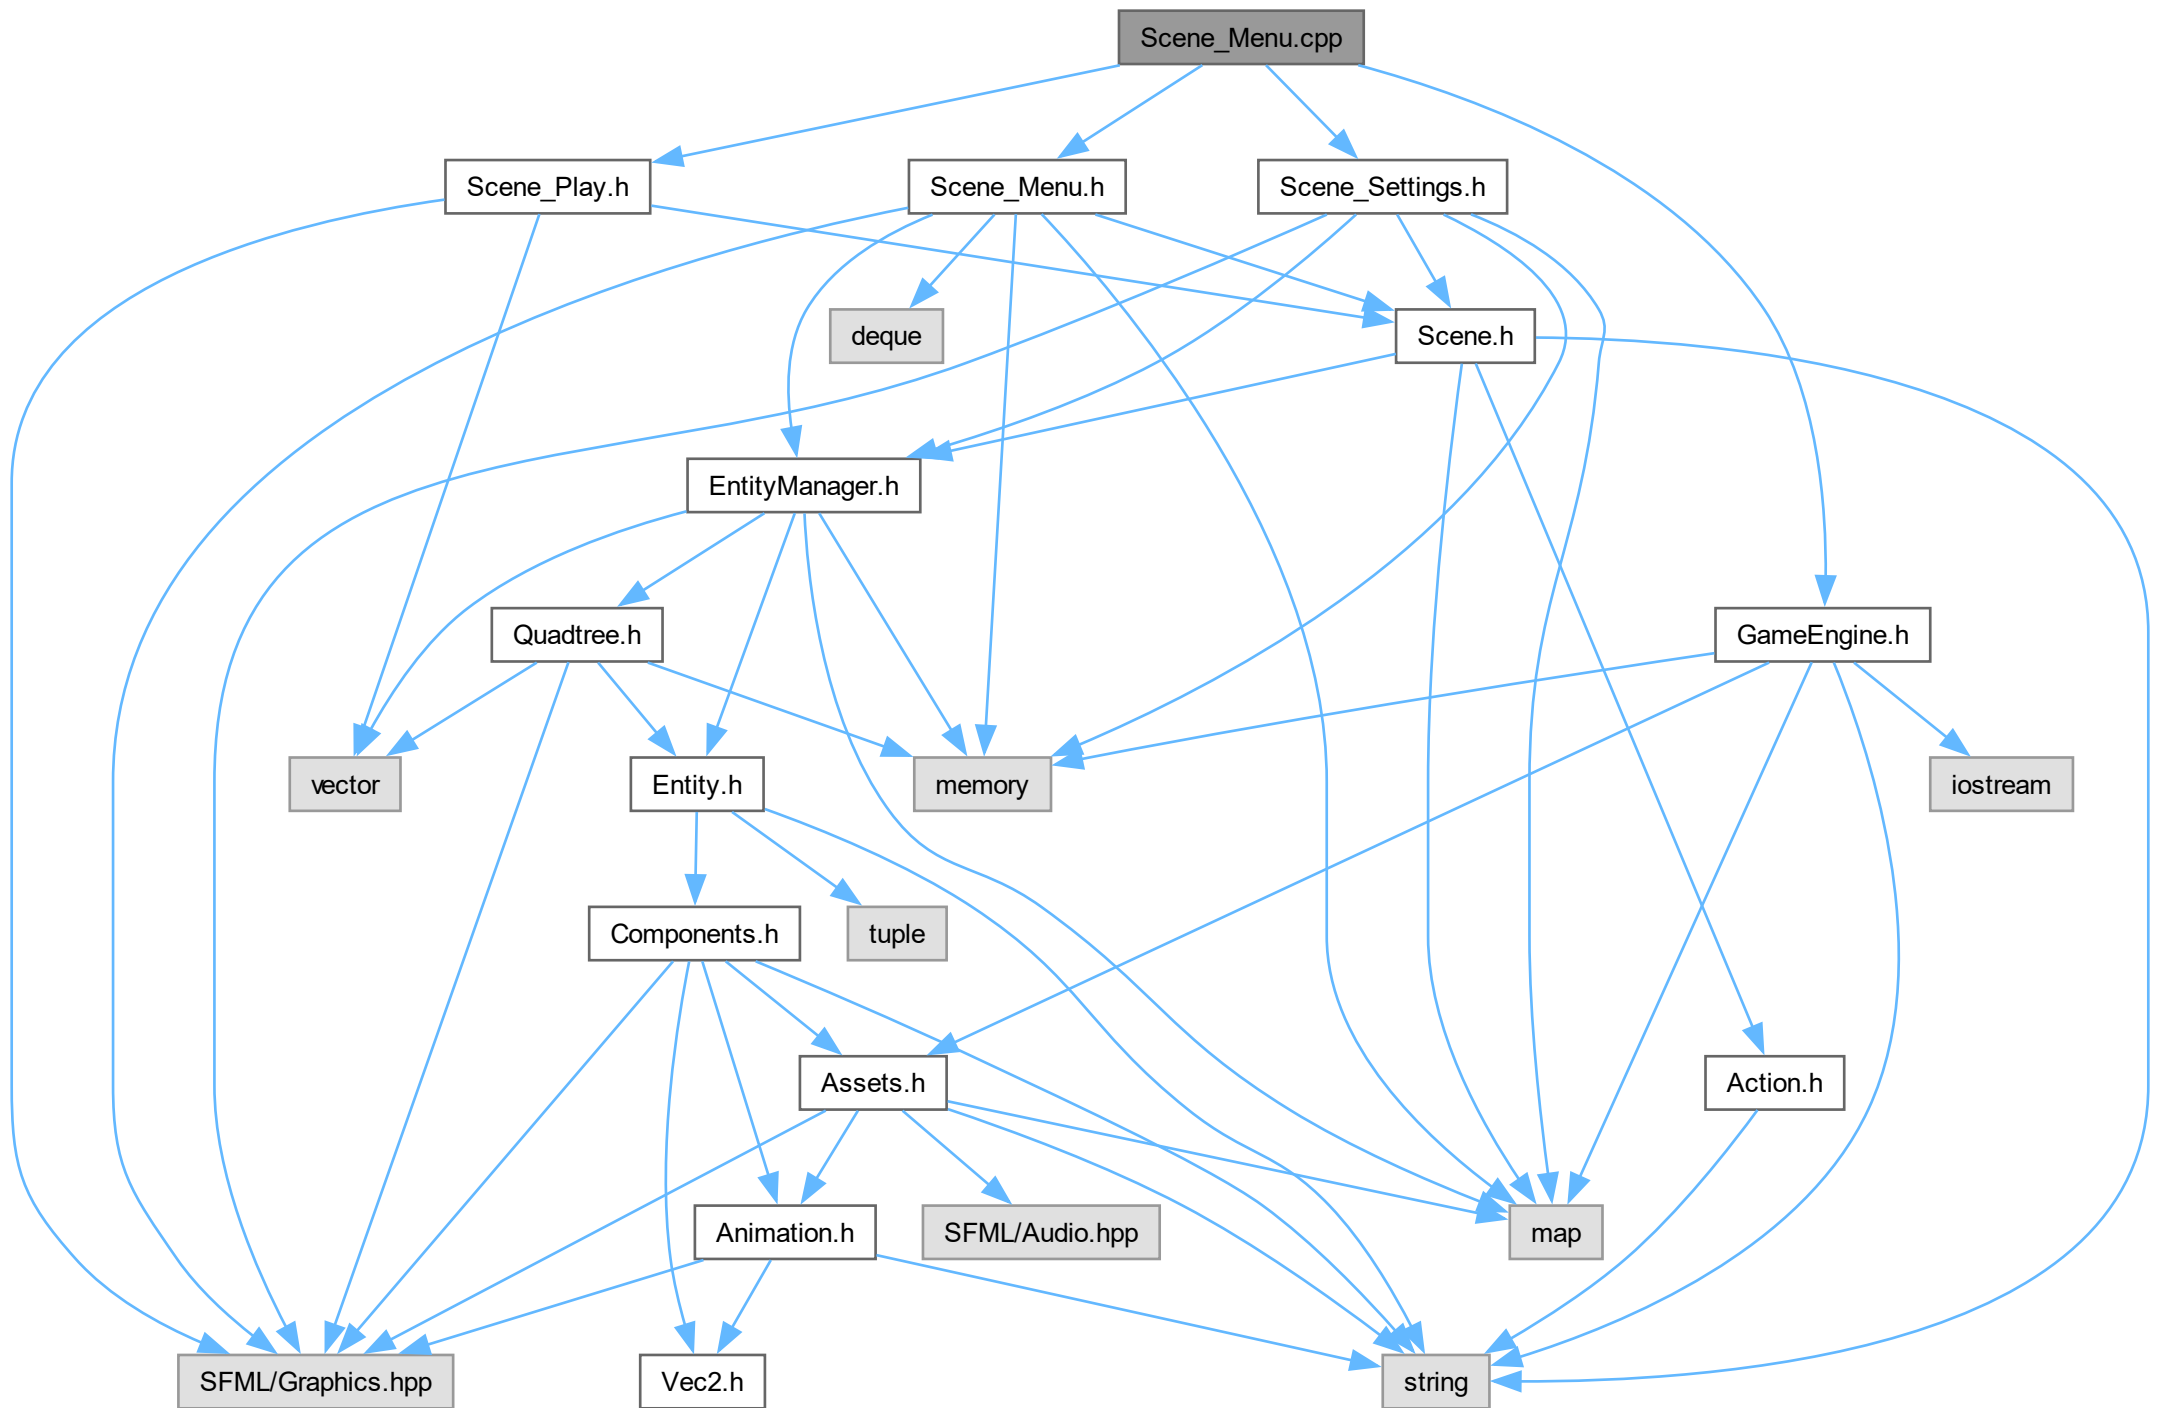 Scene_Menu.cpp
Scene_Play.h
Scene_Menu.h
Scene_Settings.h
deque
Scene.h
EntityManager.h
Quadtree.h
GameEngine.h
vector
Entity.h
memory
iostream
Components.h
tuple
Assets.h
Action.h
Animation.h
SFML/Audio.hpp
map
SFML/Graphics.hpp
Vec2.h
string